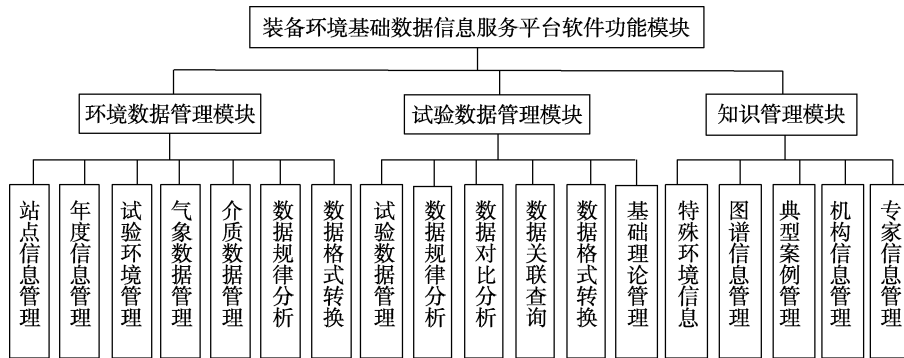 装备环境基础数据信息服务平台软件功能模块
环境数据管理模块
试验数据管理模块
知识管理模块
站点信息管理
年度信息管理
试验环境管理
气象数据管理
介质数据管理
数据规律分析
数据格式转换
试验数据管理
数据规律分析
数据对比分析
数据关联查询
数据格式转换
基础理论管理
特殊环境信息
图谱信息管理
典型案例管理
机构信息管理
专家信息管理